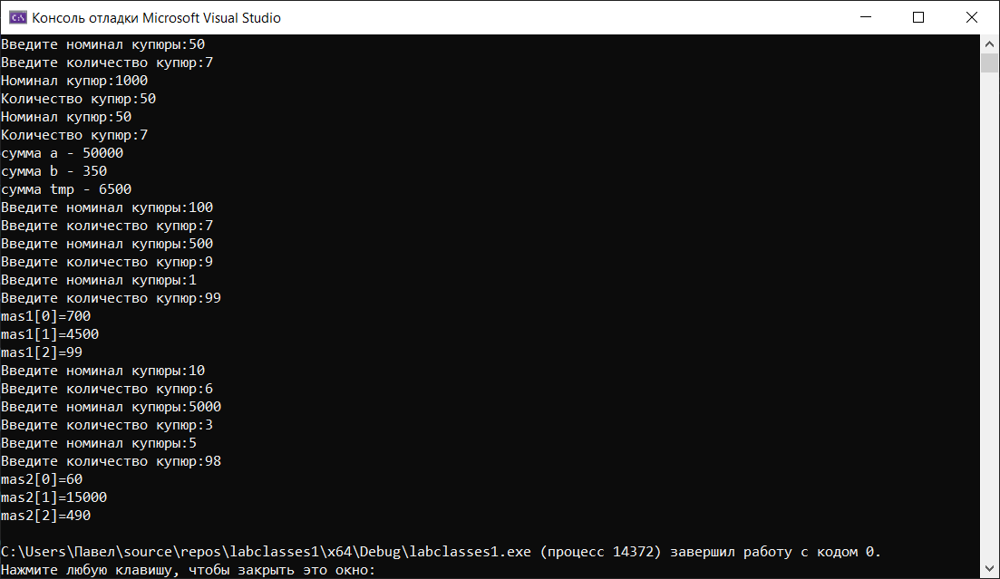 Консоль отладки Microsoft Visual Studio
Введите номинал купюры:50
Введите количество купюр:7
Номинал купюр:1000
Количество купюр:50
Номинал купюр:50
Количество купюр:7
сумма a - 50000
сумма b - 350
сумма tmp - 6500
Введите номинал купюры:100
Введите количество купюр:7
Введите номинал купюры:500
Введите количество купюр:9
Введите номинал купюры:1
Введите количество купюр:99
mas1[0]=700
mas1[1]=4500
mas1[2]=99
Введите номинал купюры:10
Введите количество купюр:6
Введите номинал купюры:5000
Введите количество купюр:3
Введите номинал купюры:5
Введите количество купюр:98
mas2[0]=60
mas2[1]=15000
mas2[2]=490
C:\Users\Павел\source\repos\labclasses1\x64\Debug\labclasses1.exe (процесс 14372) завершил работу с кодом 0.
Нажмите любую клавишу, чтобы закрыть это окно: